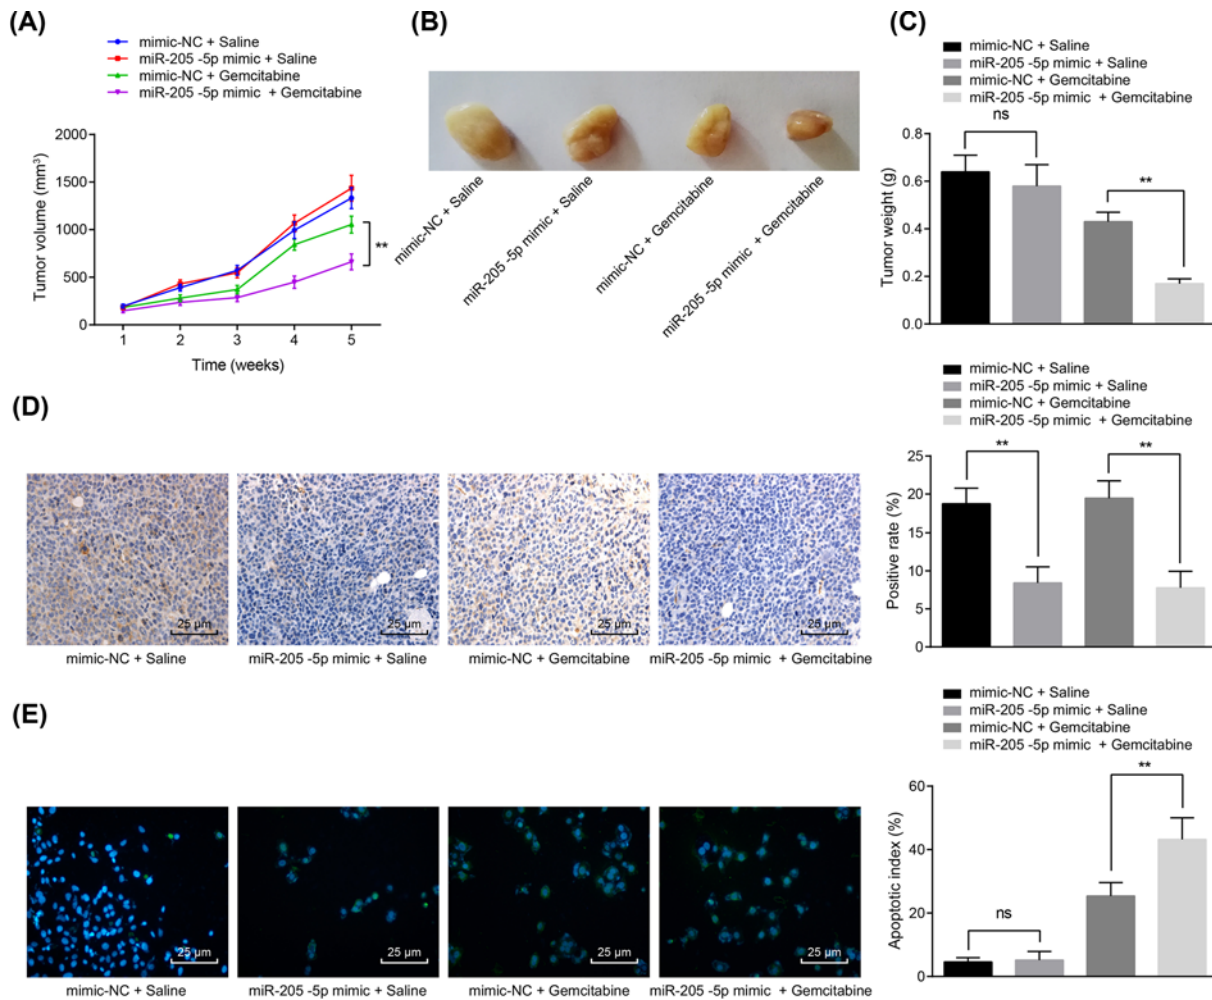 (A)
mimic-NC + Saline
miR-205 -5p mimic + Saline
mimic-NC + Gemcitabine
miR-205 -5p mimic + Gemcitabine
2000
1500
1000
500
0
Tumor volume (mm³)
**
1 2 3 4 5
Time (weeks)
(B)
mimic-NC + Saline
miR-205 -5p mimic + Saline
mimic-NC + Gemcitabine
miR-205 -5p mimic + Gemcitabine
(C)
mimic-NC + Saline
miR-205 -5p mimic + Saline
mimic-NC + Gemcitabine
miR-205 -5p mimic + Gemcitabine
ns
**
0.8
0.6
0.4
0.2
0.0
Tumor weight (g)
(D)
25 µm
25 µm
25 µm
25 µm
mimic-NC + Saline
miR-205 -5p mimic + Saline
mimic-NC + Gemcitabine
miR-205 -5p mimic + Gemcitabine
mimic-NC + Saline
miR-205 -5p mimic + Saline
mimic-NC + Gemcitabine
miR-205 -5p mimic + Gemcitabine
**
**
25
20
15
10
5
0
Positive rate (%)
(E)
25 µm
25 µm
25 µm
25 µm
mimic-NC + Saline
miR-205 -5p mimic + Saline
mimic-NC + Gemcitabine
miR-205 -5p mimic + Gemcitabine
mimic-NC + Saline
miR-205 -5p mimic + Saline
mimic-NC + Gemcitabine
miR-205 -5p mimic + Gemcitabine
**
ns
60
40
20
0
Apoptotic index (%)